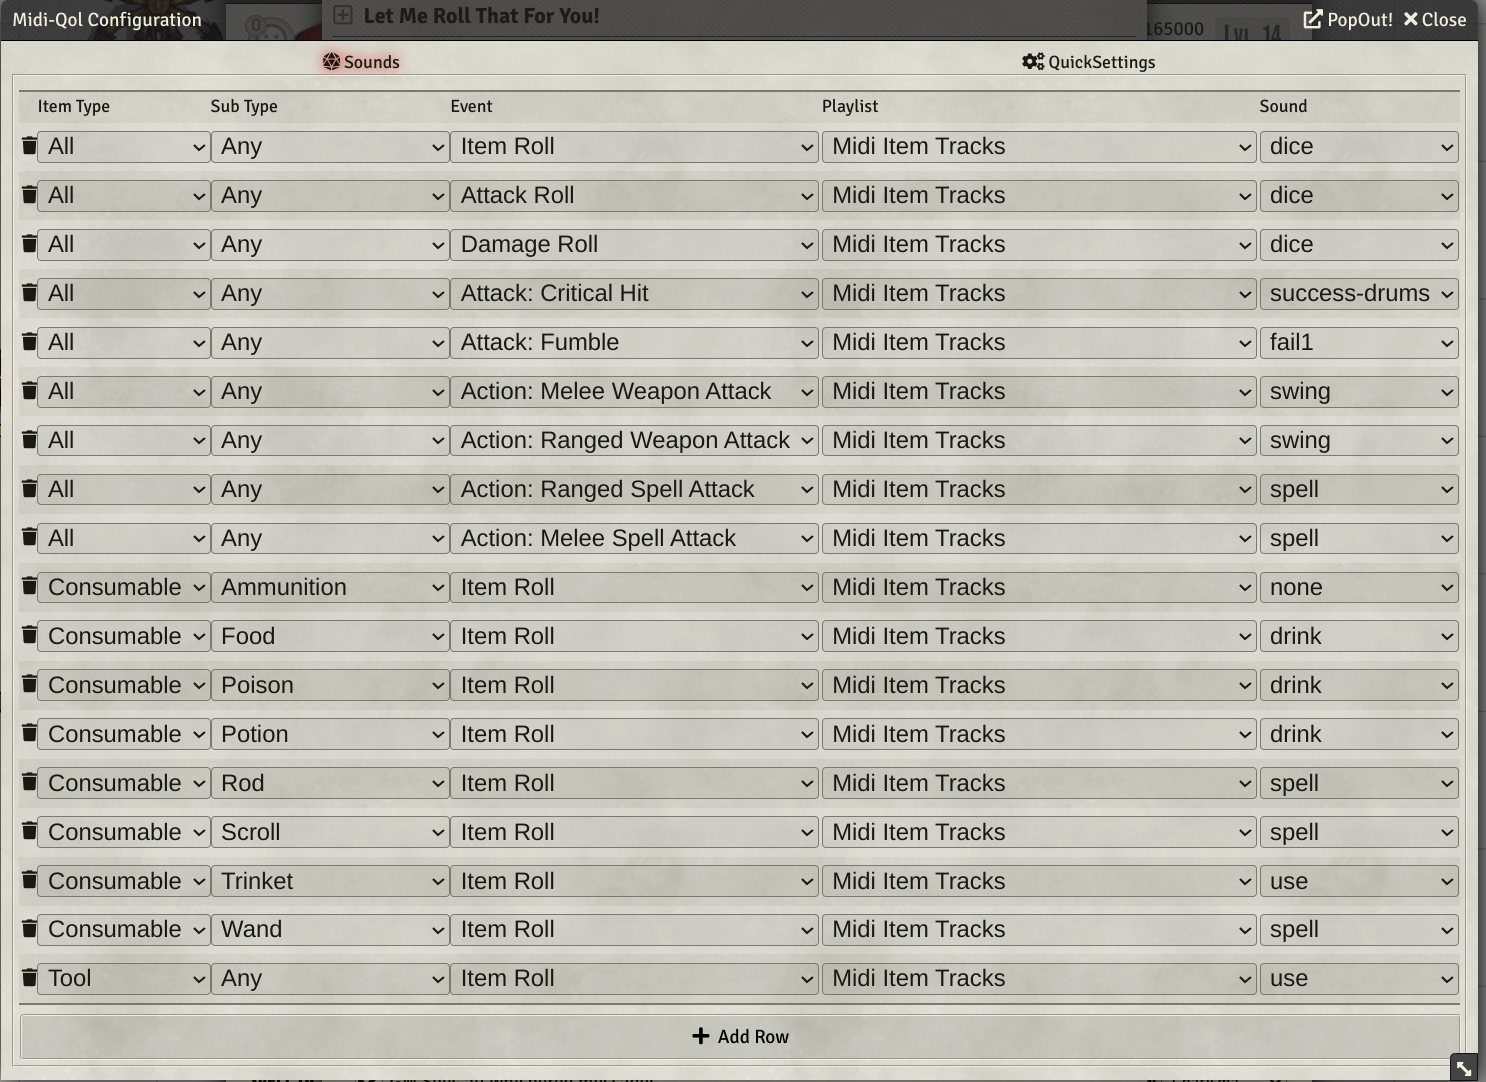 Midi-Qol Configuration
Let Me Roll That For You!
165000
Lvl 14
PopOut!
Close
Sounds
QuickSettings
Item Type Sub Type Event Playlist Sound
All Any Item Roll Midi Item Tracks dice
All Any Attack Roll Midi Item Tracks dice
All Any Damage Roll Midi Item Tracks dice
All Any Attack: Critical Hit Midi Item Tracks success-drums
All Any Attack: Fumble Midi Item Tracks fail1
All Any Action: Melee Weapon Attack Midi Item Tracks swing
All Any Action: Ranged Weapon Attack Midi Item Tracks swing
All Any Action: Ranged Spell Attack Midi Item Tracks spell
All Any Action: Melee Spell Attack Midi Item Tracks spell
Consumable Ammunition Item Roll Midi Item Tracks none
Consumable Food Item Roll Midi Item Tracks drink
Consumable Poison Item Roll Midi Item Tracks drink
Consumable Potion Item Roll Midi Item Tracks drink
Consumable Rod Item Roll Midi Item Tracks spell
Consumable Scroll Item Roll Midi Item Tracks spell
Consumable Trinket Item Roll Midi Item Tracks use
Consumable Wand Item Roll Midi Item Tracks spell
Tool Any Item Roll Midi Item Tracks use
Add Row